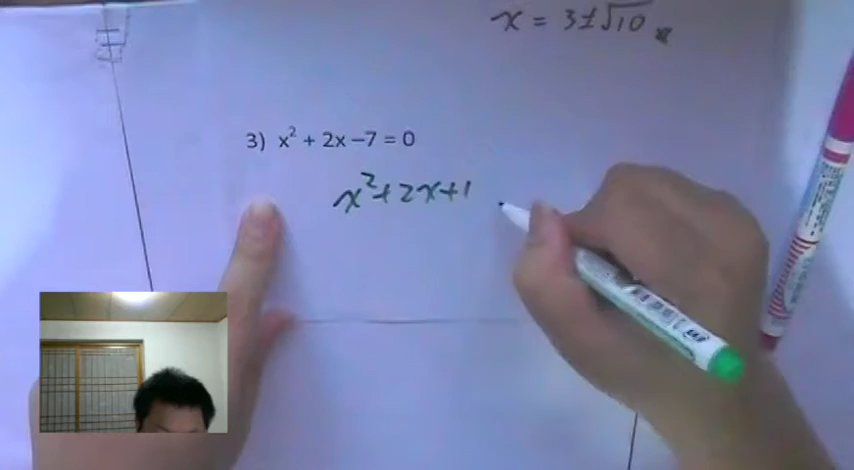 x = 3±√10
3) x² + 2x −7 = 0
x²+2x+1